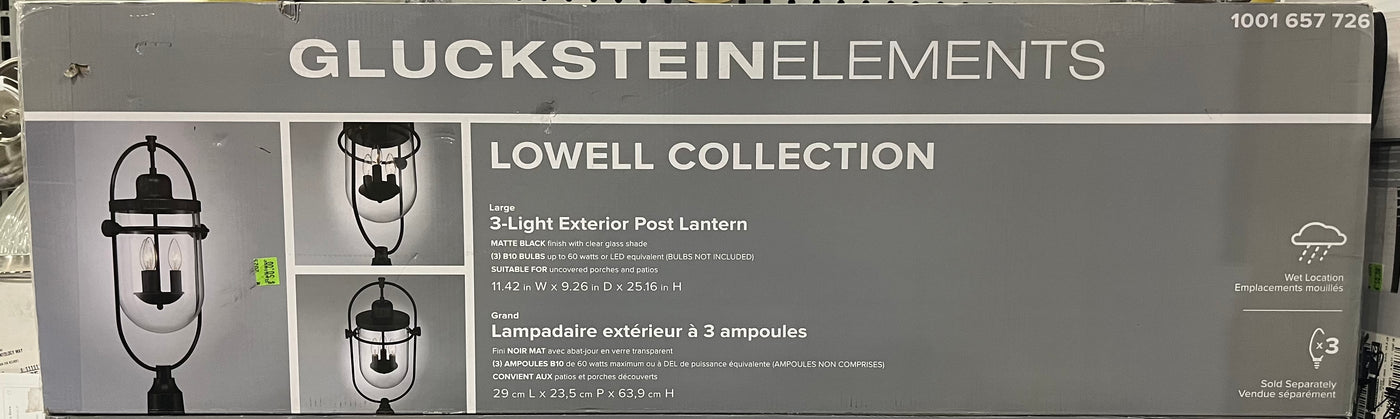 1001 657 726
GLUCKSTEINELEMENTS
LOWELL COLLECTION
Large
3-Light Exterior Post Lantern
MATTE BLACK finish with clear glass shade
(3) B10 BULBS up to 60 watts or LED equivalent (BULBS NOT INCLUDED)
SUITABLE FOR uncovered porches and patios
11.42 in W x 9.26 in D x 25.16 in H
Grand
Lampadaire extérieur à 3 ampoules
Fini NOIR MAT avec abat-jour en verre transparent
(3) AMPOULES B10 de 60 watts maximum ou à DEL de puissance équivalente (AMPOULES NON COMPRISES)
CONVIENT AUX patios et porches découverts
29 cm L x 23,5 cm P x 63,9 cm H
Wet Location
Emplacements mouillés
x3
Sold Separately
Vendue séparément